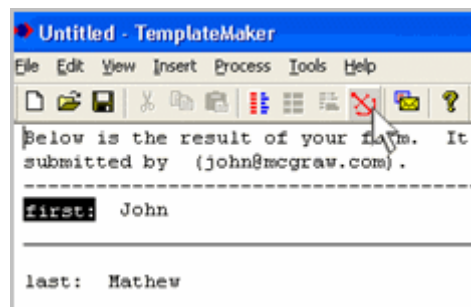 Untitled - TemplateMaker
File Edit View Insert Process Tools Help
Below is the result of your form. It
submitted by (john@mcgraw.com).
first: John
last: Mathew